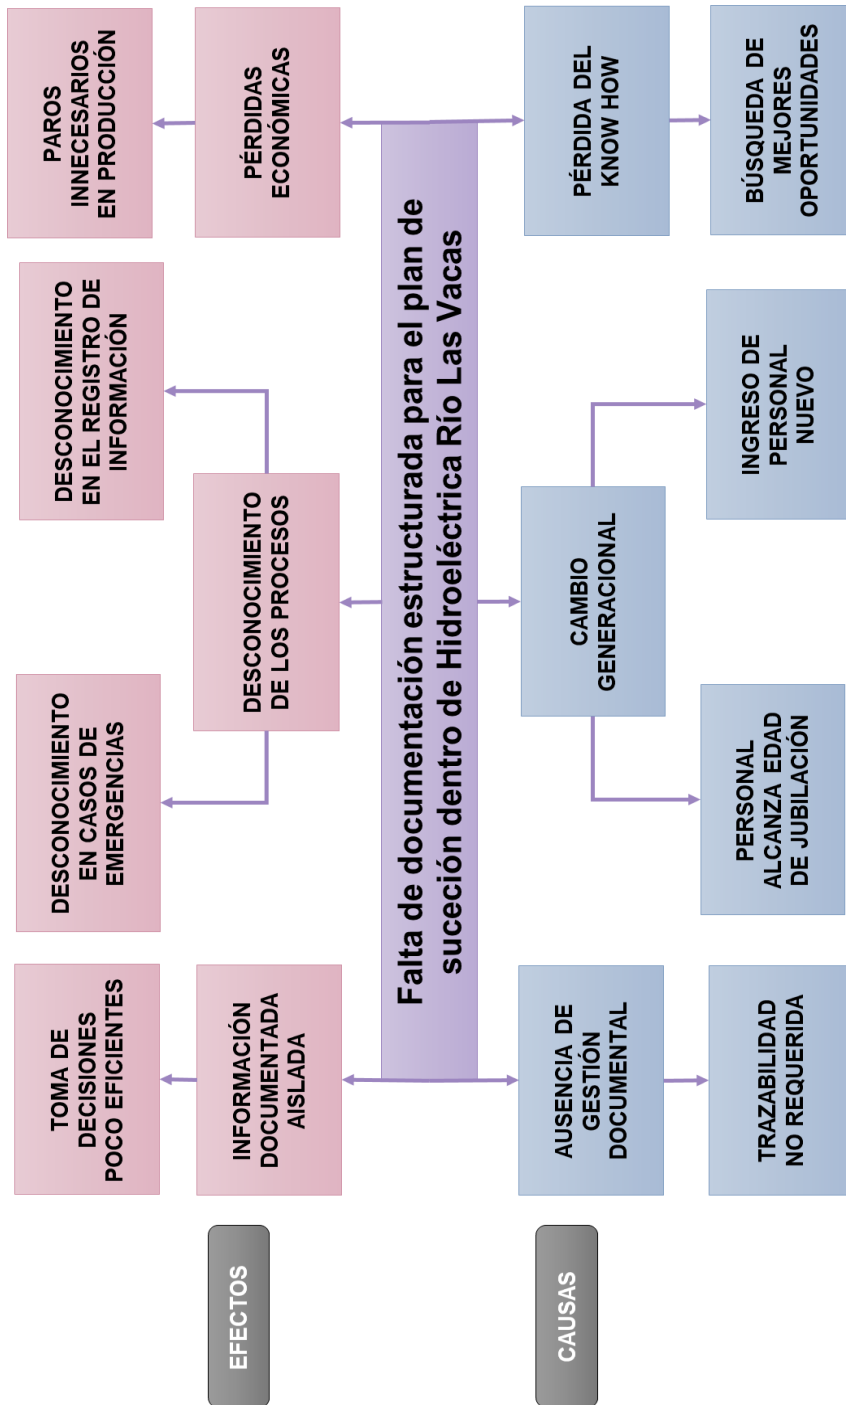 EFECTOS
TOMA DE
DECISIONES
POCO EFICIENTES
DESCONOCIMIENTO
EN CASOS DE
EMERGENCIAS
DESCONOCIMIENTO
EN EL REGISTRO DE
INFORMACIÓN
PAROS
INNECESARIOS
EN PRODUCCIÓN
INFORMACIÓN
DOCUMENTADA
AISLADA
DESCONOCIMIENTO
DE LOS PROCESOS
PÉRDIDAS
ECONÓMICAS
Falta de documentación estructurada para el plan de
suceción dentro de Hidroeléctrica Río Las Vacas
CAUSAS
AUSENCIA DE
GESTIÓN
DOCUMENTAL
CAMBIO
GENERACIONAL
PÉRDIDA DEL
KNOW HOW
TRAZABILIDAD
NO REQUERIDA
PERSONAL
ALCANZA EDAD
DE JUBILACIÓN
INGRESO DE
PERSONAL
NUEVO
BÚSQUEDA DE
MEJORES
OPORTUNIDADES